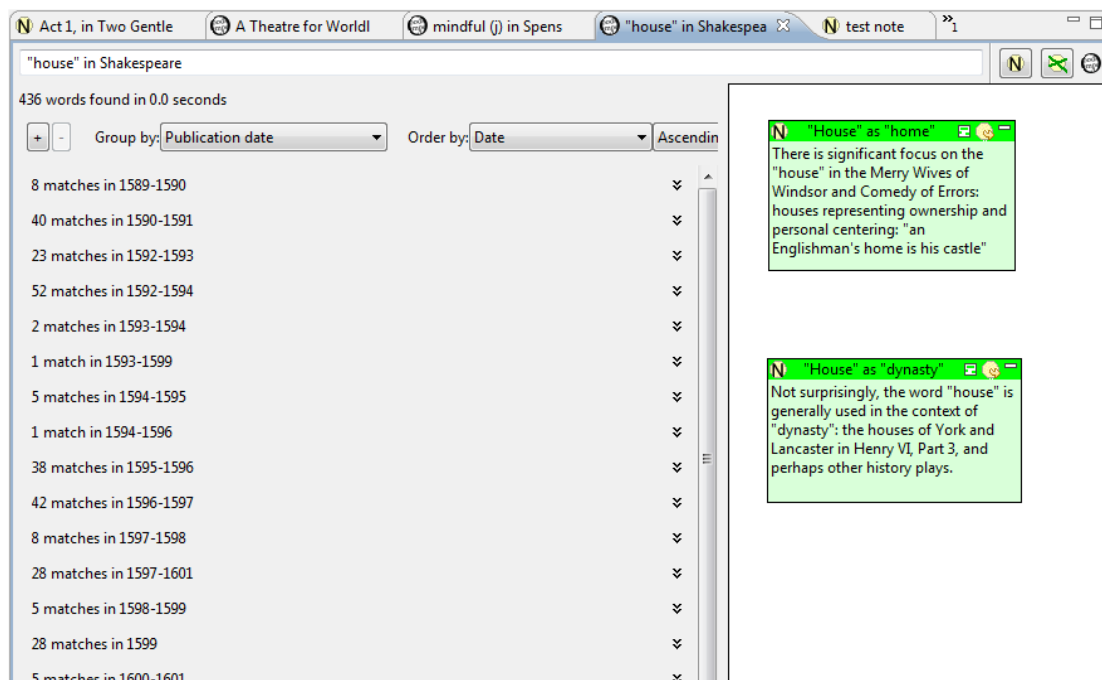 N Act 1, in Two Gentle
A Theatre for Worldl
mindful (j) in Spens
"house" in Shakespea
N test note
»1
"house" in Shakespeare
N
436 words found in 0.0 seconds
+ - Group by: Publication date Order by: Date Ascendin
8 matches in 1589-1590
40 matches in 1590-1591
23 matches in 1592-1593
52 matches in 1592-1594
2 matches in 1593-1594
1 match in 1593-1599
5 matches in 1594-1595
1 match in 1594-1596
38 matches in 1595-1596
42 matches in 1596-1597
8 matches in 1597-1598
28 matches in 1597-1601
5 matches in 1598-1599
28 matches in 1599
5 matches in 1600-1601
N "House" as "home"
There is significant focus on the
"house" in the Merry Wives of
Windsor and Comedy of Errors:
houses representing ownership and
personal centering: "an
Englishman's home is his castle"
N "House" as "dynasty"
Not surprisingly, the word "house" is
generally used in the context of
"dynasty": the houses of York and
Lancaster in Henry VI, Part 3, and
perhaps other history plays.